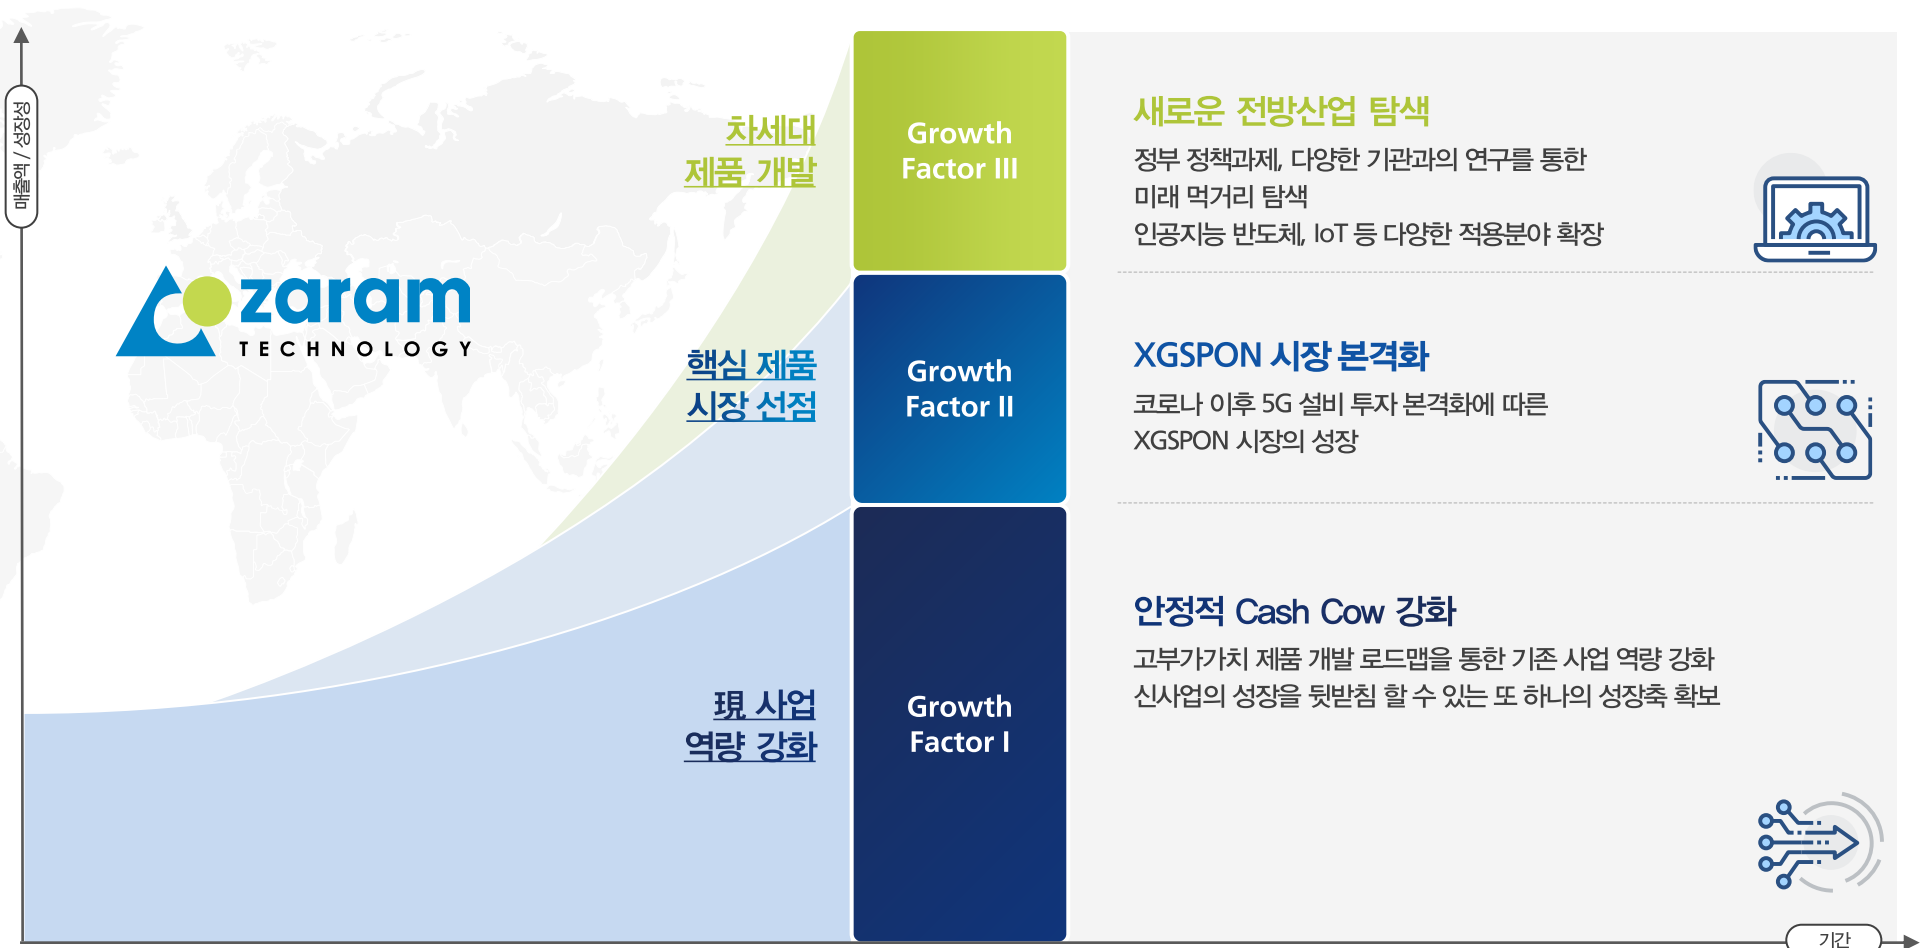 매출액 / 성장성
zaram
TECHNOLOGY
차세대
제품 개발
Growth
Factor III
새로운 전방산업 탐색
정부 정책과제, 다양한 기관과의 연구를 통한
미래 먹거리 탐색
인공지능 반도체, IoT 등 다양한 적용분야 확장
핵심 제품
시장 선점
Growth
Factor II
XGSPON 시장 본격화
코로나 이후 5G 설비 투자 본격화에 따른
XGSPON 시장의 성장
現 사업
역량 강화
Growth
Factor I
안정적 Cash Cow 강화
고부가가치 제품 개발 로드맵을 통한 기존 사업 역량 강화
신사업의 성장을 뒷받침 할 수 있는 또 하나의 성장축 확보
기간